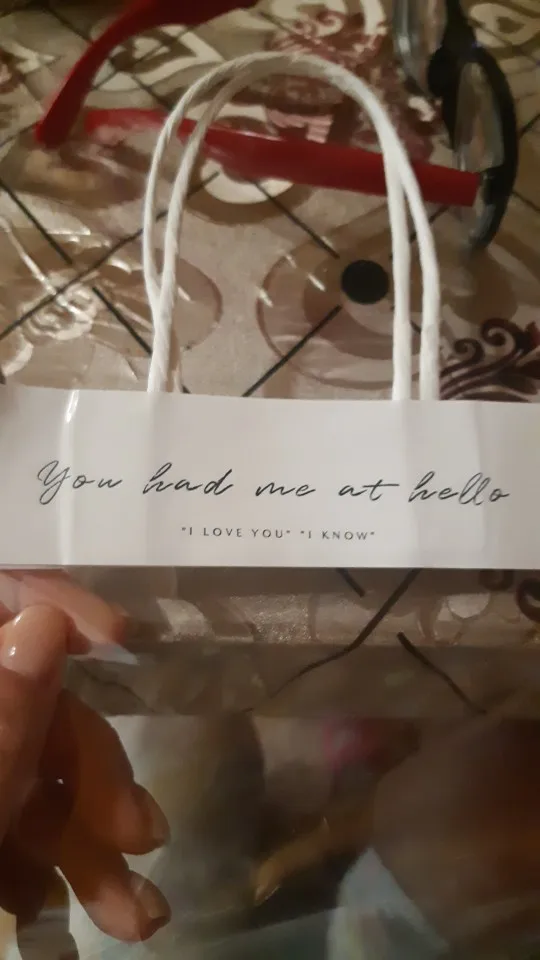 You had me at hello
"I LOVE YOU" "I KNOW"